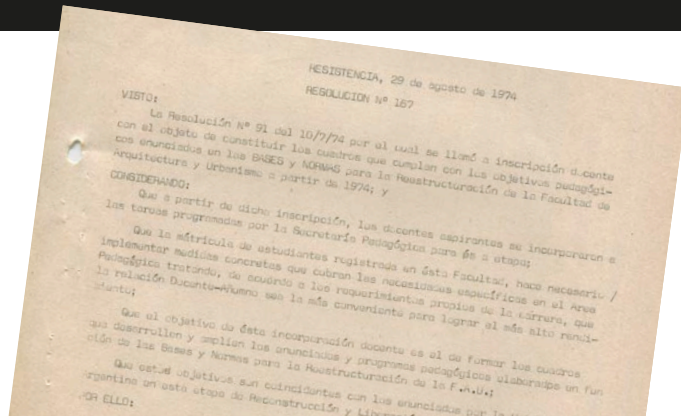 RESISTENCIA, 29 de agosto de 1974
RESOLUCION Nº 167
VISTO:
La Resolución Nº 91 del 10/7/74 por el cual se llamó a inscripción docente
con el objeto de constituir los cuadros que cumplan con los objetivos pedagógi-
cos enunciados en las BASES y NORMAS para la Reestructuración de la Facultad de
Arquitectura y Urbanismo a partir de 1974; y
CONSIDERANDO:
Que a partir de dicha inscripción, los docentes aspirantes se incorporaron a
las tareas programadas por la Secretaría Pedagógica para és a etapa;
Que la mátrícula de estudiantes registrada en ésta Facultad, hace necesario /
implementar medidas concretas que cubran las necesidades específicas en el Area
Pedagógica tratando, de acuerdo a los requerimientos propios de la carrera, que
la relación Docente-Alumno sea la más conveniente para lograr el más alto rendi-
miento;
Que el objetivo de ésta incorporación docente es el de formar los cuadros
que desarrollen y amplíen los enunciados y programas pedagógicos elaborados en fun
ción de las Bases y Normas para la Reestructuración de la F.A.U.;
Que estos objetivos son coincidentes con los enunciados por la
Argentina en esta etapa de Reconstrucción y
POR ELLO: